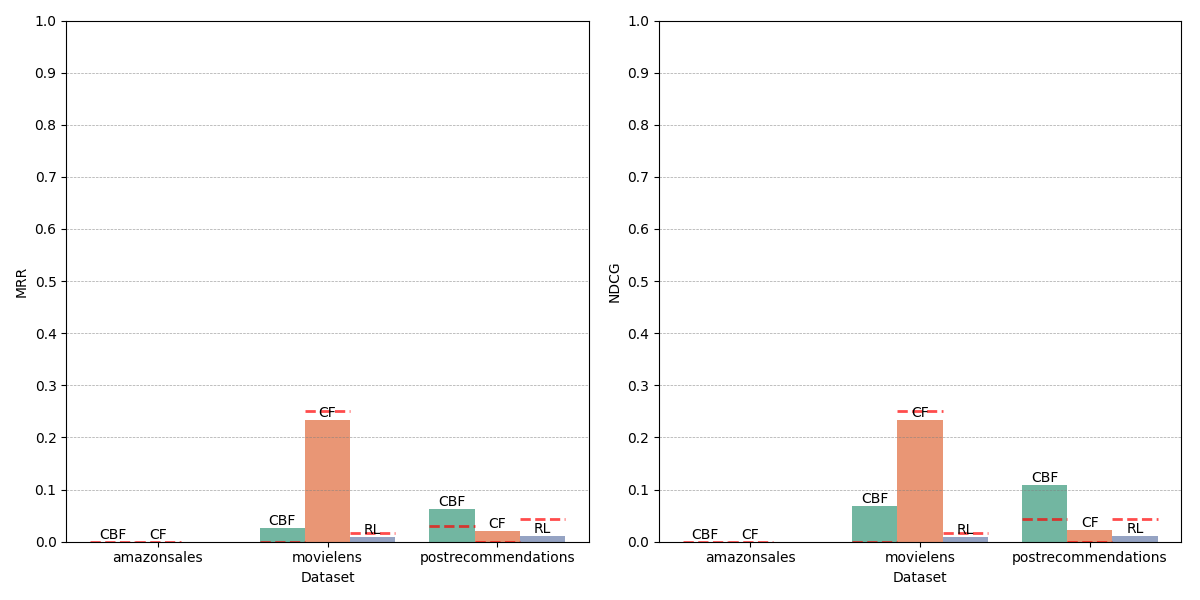 1.0
0.9
0.8
0.7
0.6
0.5
0.4
0.3
0.2
0.1
0.0
MRR
CBF CF
CBF CF RL
CBF CF RL
amazonsales movielens postrecommendations
Dataset
1.0
0.9
0.8
0.7
0.6
0.5
0.4
0.3
0.2
0.1
0.0
NDCG
CBF CF
CBF CF RL
CBF CF RL
amazonsales movielens postrecommendations
Dataset